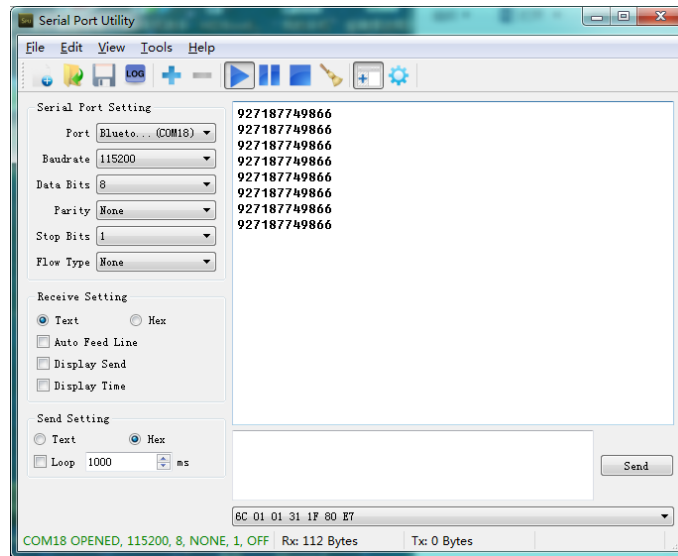 Serial Port Utility
File Edit View Tools Help
LOG
Serial Port Setting
Port Blueto... (COM18)
Baudrate 115200
Data Bits 8
Parity None
Stop Bits 1
Flow Type None
Receive Setting
Text Hex
Auto Feed Line
Display Send
Display Time
Send Setting
Text Hex
Loop 1000 ms
927187749866
927187749866
927187749866
927187749866
927187749866
927187749866
927187749866
927187749866
Send
6C 01 01 31 1F 80 E7
COM18 OPENED, 115200, 8, NONE, 1, OFF Rx: 112 Bytes Tx: 0 Bytes